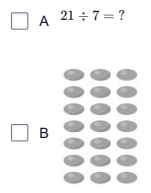 A 21 ÷ 7 = ?
B